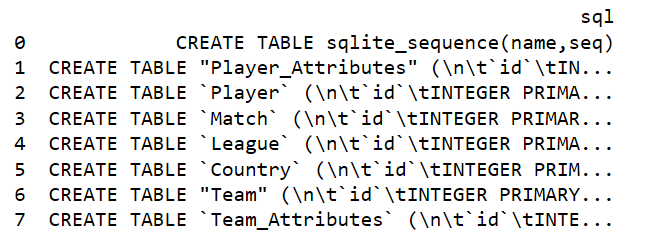 sql
0 CREATE TABLE sqlite_sequence(name,seq)
1 CREATE TABLE "Player_Attributes" (\n\t`id`\tIN...
2 CREATE TABLE `Player` (\n\t`id`\tINTEGER PRIMA...
3 CREATE TABLE `Match` (\n\t`id`\tINTEGER PRIMAR...
4 CREATE TABLE `League` (\n\t`id`\tINTEGER PRIMA...
5 CREATE TABLE `Country` (\n\t`id`\tINTEGER PRIM...
6 CREATE TABLE "Team" (\n\t`id`\tINTEGER PRIMARY...
7 CREATE TABLE `Team_Attributes` (\n\t`id`\tINTE...